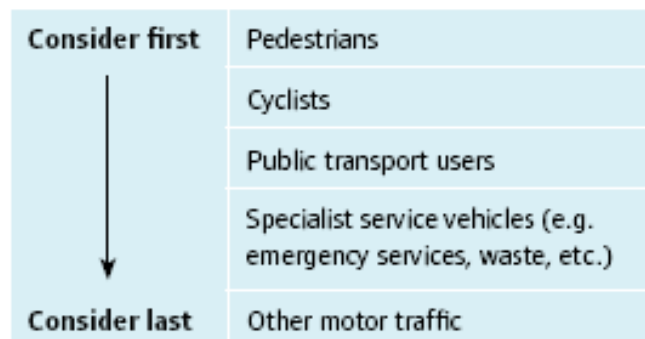 Consider first
Pedestrians
Cyclists
Public transport users
Specialist service vehicles (e.g.
emergency services, waste, etc.)
Consider last
Other motor traffic